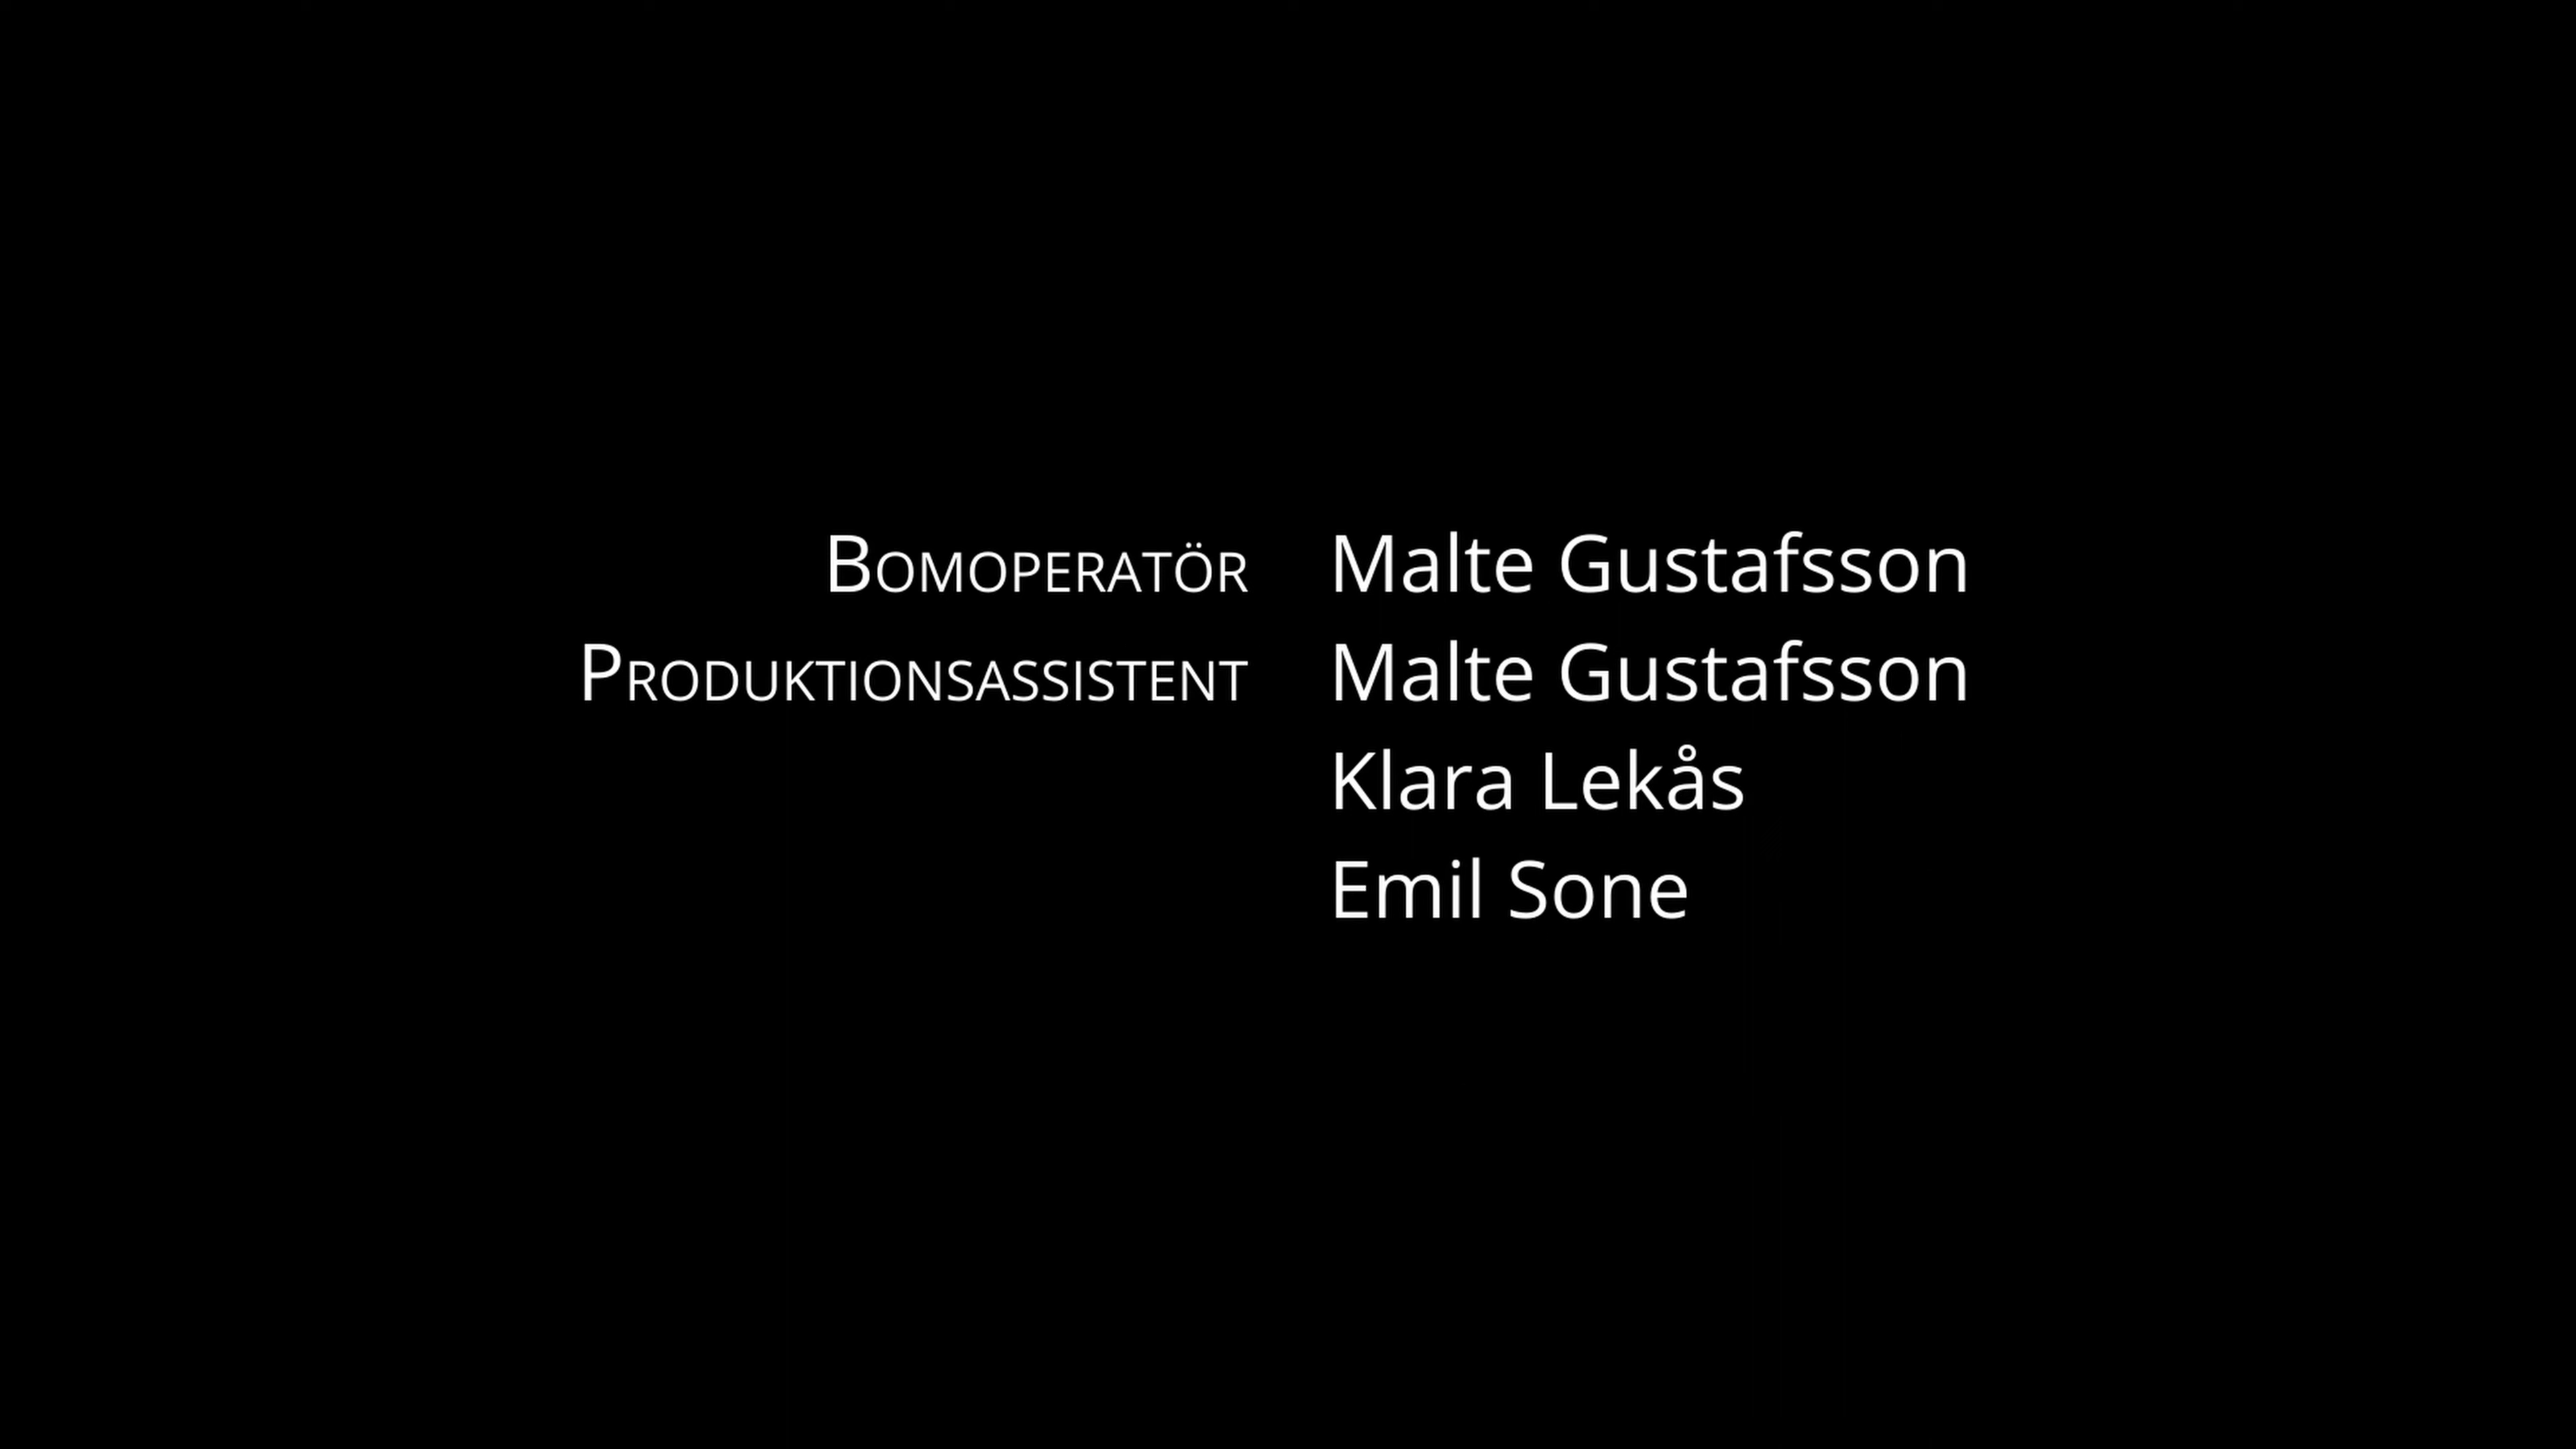 Bomoperatör Malte Gustafsson
Produktionsassistent Malte Gustafsson
Klara Lekås
Emil Sone